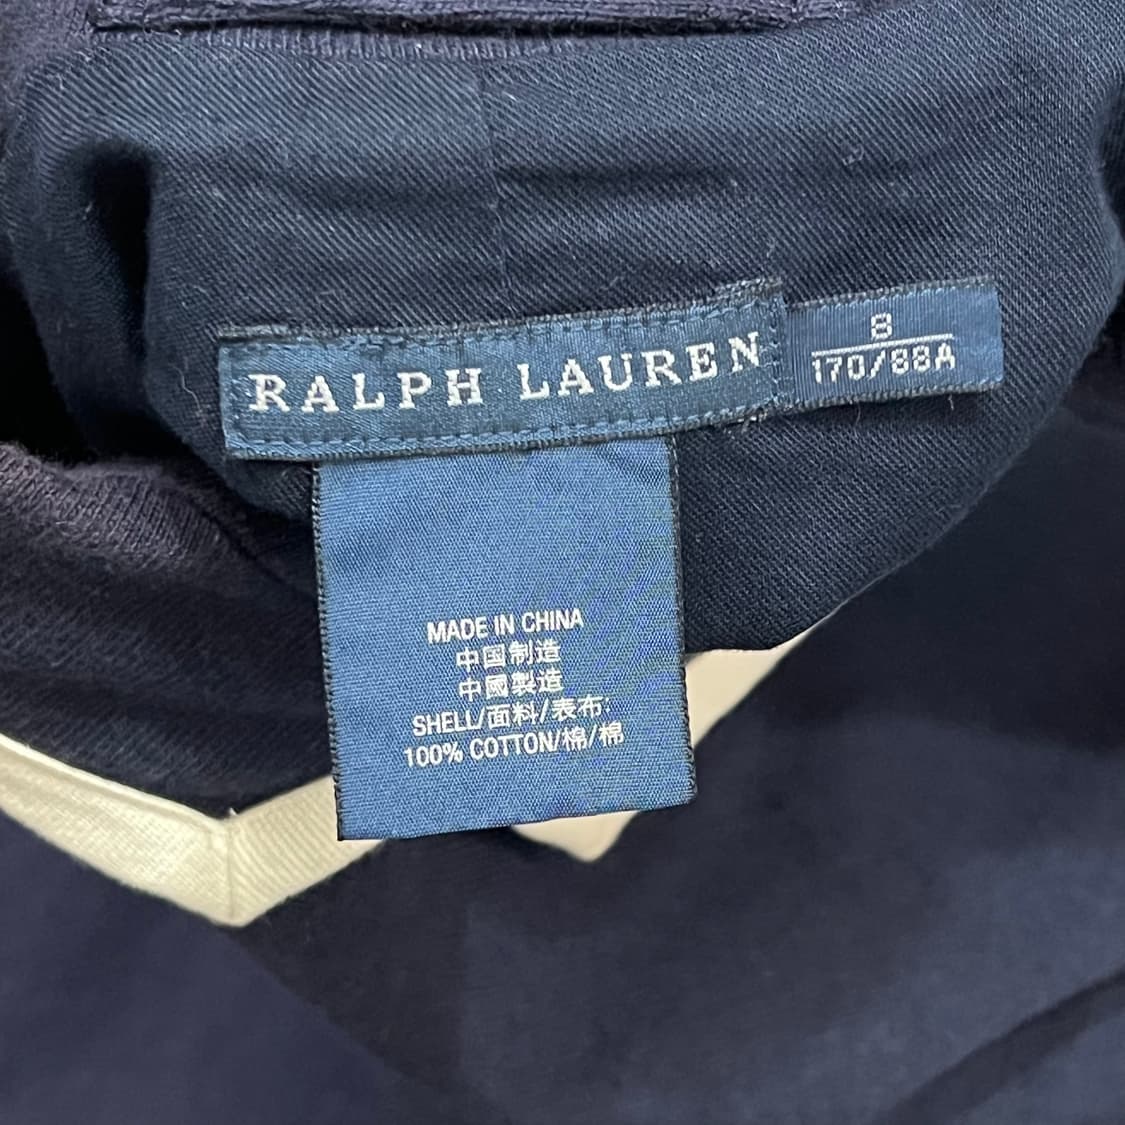 RALPH LAUREN
8
170/88A
MADE IN CHINA
中国制造
中國製造
SHELL/面料/表布:
100% COTTON/棉/棉